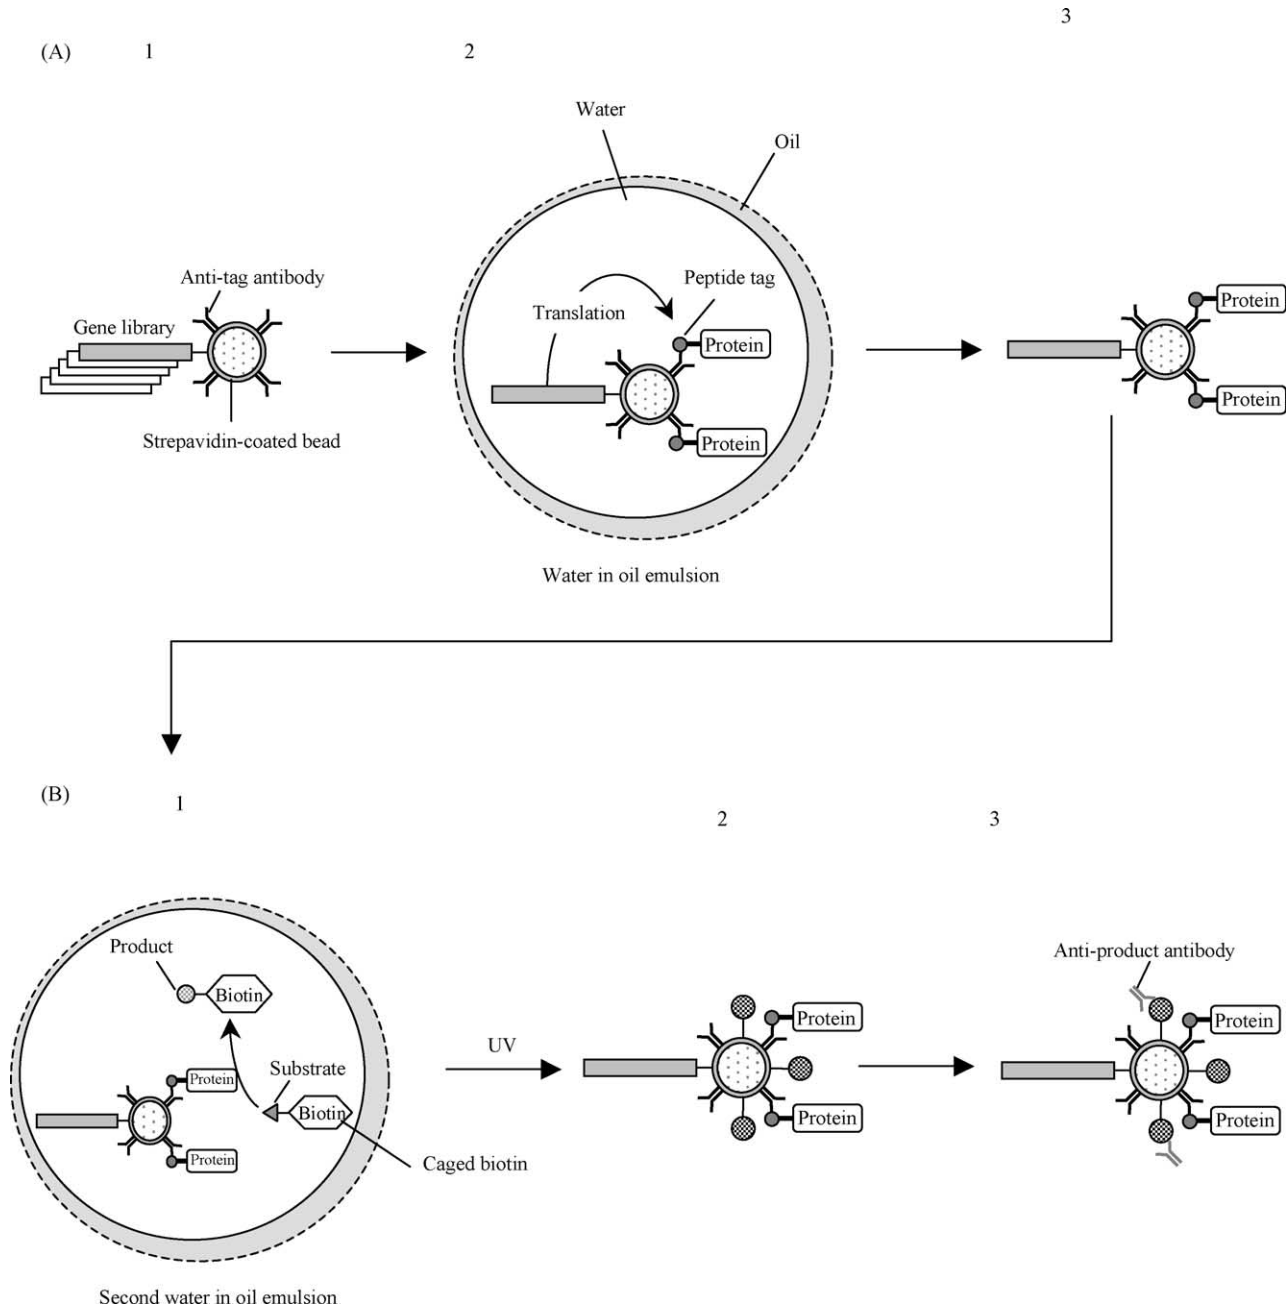 3
(A) 1 2
Water
Oil
Anti-tag antibody
Peptide tag
Gene library
Translation
Protein
Protein
Protein
Protein
Strepavidin-coated bead
Water in oil emulsion
(B)
1
2 3
Product
Anti-product antibody
Biotin
Protein
Protein
UV
Substrate
Protein
Biotin
Protein
Protein
Protein
Caged biotin
Second water in oil emulsion